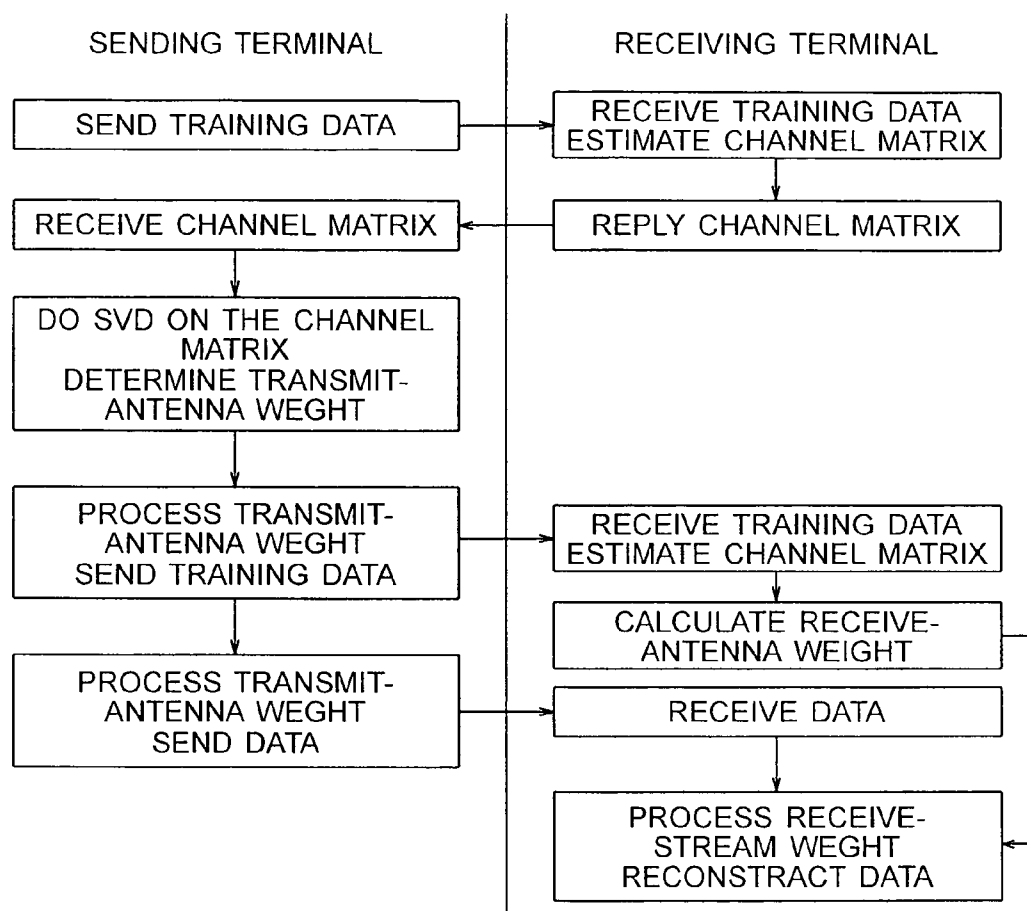 SENDING TERMINAL
RECEIVING TERMINAL
SEND TRAINING DATA
RECEIVE TRAINING DATA
ESTIMATE CHANNEL MATRIX
RECEIVE CHANNEL MATRIX
REPLY CHANNEL MATRIX
DO SVD ON THE CHANNEL
MATRIX
DETERMINE TRANSMIT-
ANTENNA WEGHT
PROCESS TRANSMIT-
ANTENNA WEGHT
SEND TRAINING DATA
RECEIVE TRAINING DATA
ESTIMATE CHANNEL MATRIX
CALCULATE RECEIVE-
ANTENNA WEIGHT
PROCESS TRANSMIT-
ANTENNA WEGHT
SEND DATA
RECEIVE DATA
PROCESS RECEIVE-
STREAM WEGHT
RECONSTRACT DATA